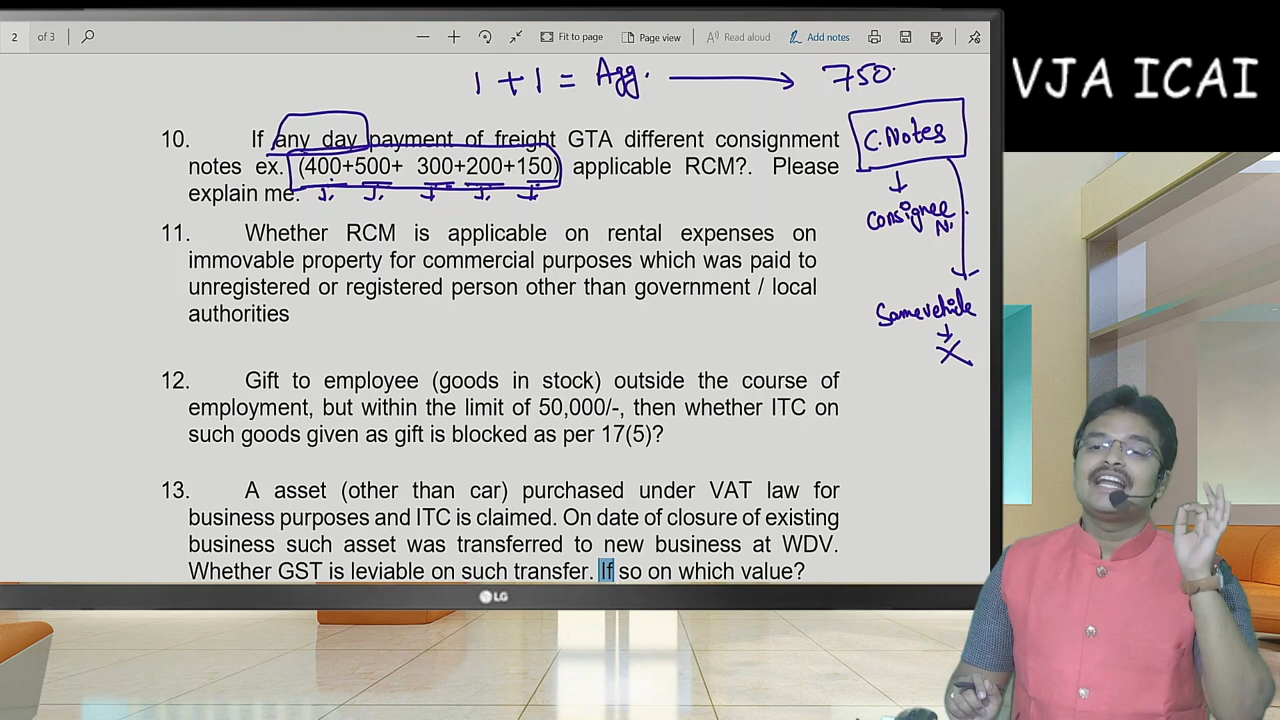 2 of 3 Fit to page Page view Read aloud Add notes
1 + 1 = Agg. 750
VJA ICAI
10. If any day payment of freight GTA different consignment
notes ex. (400+500+ 300+200+150) applicable RCM?. Please
explain me.
C.Notes
Consignee
N.
Same vehicle
X
11. Whether RCM is applicable on rental expenses on
immovable property for commercial purposes which was paid to
unregistered or registered person other than government / local
authorities
12. Gift to employee (goods in stock) outside the course of
employment, but within the limit of 50,000/-, then whether ITC on
such goods given as gift is blocked as per 17(5)?
13. A asset (other than car) purchased under VAT law for
business purposes and ITC is claimed. On date of closure of existing
business such asset was transferred to new business at WDV.
Whether GST is leviable on such transfer. If so on which value?
LG